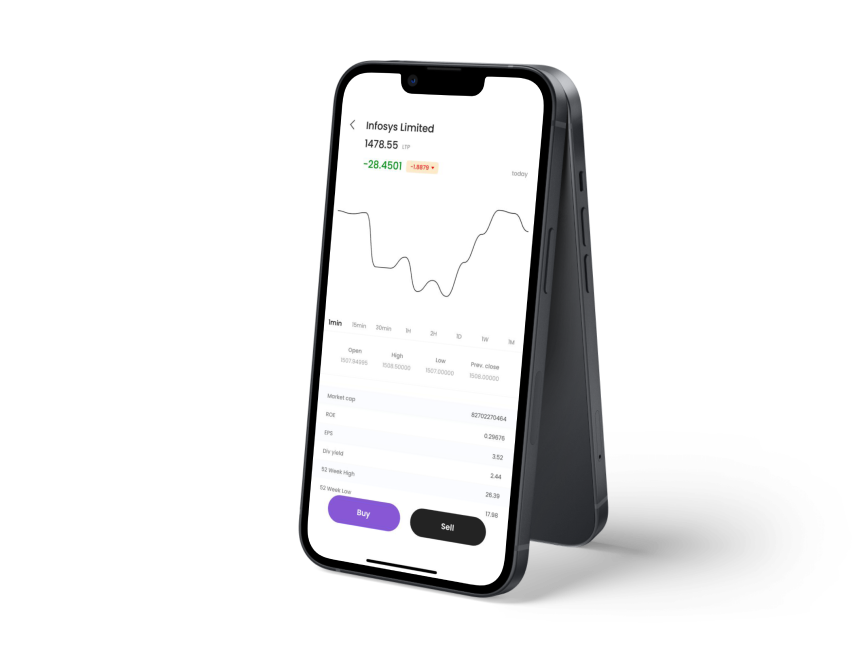 Infosys Limited
1478.55 LTP
-28.4501 -1.8879
today
1min 15min 30min 1H 2H 1D 1W 1M
Open High Low Prev. close
1507.94995 1508.50000 1507.00000 1509.00000
Market cap 82702270464
ROE 0.29676
EPS 3.52
Div yield 2.44
52 Week High 26.39
52 Week Low 17.98
Buy Sell